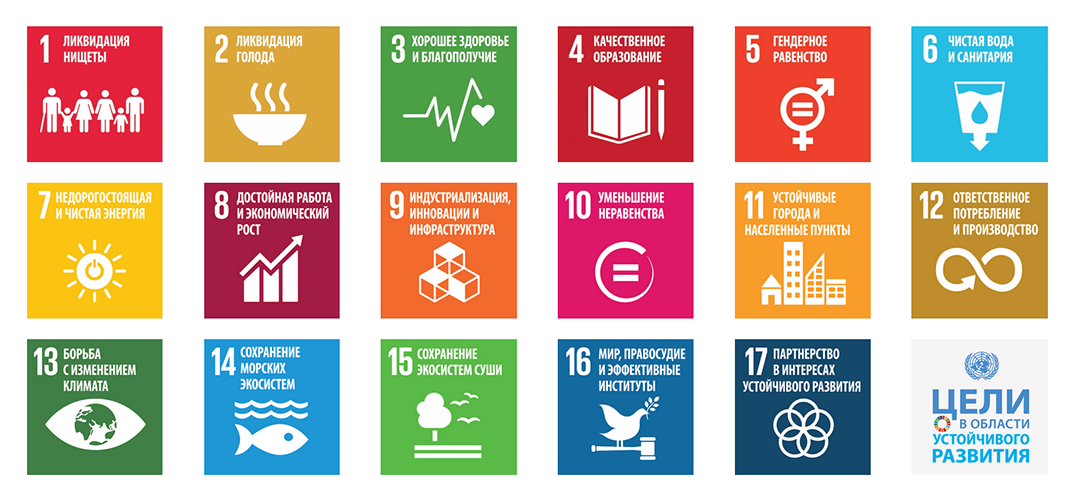 1 ЛИКВИДАЦИЯ
НИЩЕТЫ
2 ЛИКВИДАЦИЯ
ГОЛОДА
3 ХОРОШЕЕ ЗДОРОВЬЕ
И БЛАГОПОЛУЧИЕ
4 КАЧЕСТВЕННОЕ
ОБРАЗОВАНИЕ
5 ГЕНДЕРНОЕ
РАВЕНСТВО
6 ЧИСТАЯ ВОДА
И САНИТАРИЯ
7 НЕДОРОГОСТОЯЩАЯ
И ЧИСТАЯ ЭНЕРГИЯ
8 ДОСТОЙНАЯ РАБОТА
И ЭКОНОМИЧЕСКИЙ
РОСТ
9 ИНДУСТРИАЛИЗАЦИЯ,
ИННОВАЦИИ И
ИНФРАСТРУКТУРА
10 УМЕНЬШЕНИЕ
НЕРАВЕНСТВА
11 УСТОЙЧИВЫЕ
ГОРОДА И
НАСЕЛЕННЫЕ ПУНКТЫ
12 ОТВЕТСТВЕННОЕ
ПОТРЕБЛЕНИЕ
И ПРОИЗВОДСТВО
13 БОРЬБА
С ИЗМЕНЕНИЕМ
КЛИМАТА
14 СОХРАНЕНИЕ
МОРСКИХ
ЭКОСИСТЕМ
15 СОХРАНЕНИЕ
ЭКОСИСТЕМ СУШИ
16 МИР, ПРАВОСУДИЕ
И ЭФФЕКТИВНЫЕ
ИНСТИТУТЫ
17 ПАРТНЕРСТВО
В ИНТЕРЕСАХ
УСТОЙЧИВОГО РАЗВИТИЯ
ЦЕЛИ
В ОБЛАСТИ
УСТОЙЧИВОГО
РАЗВИТИЯ